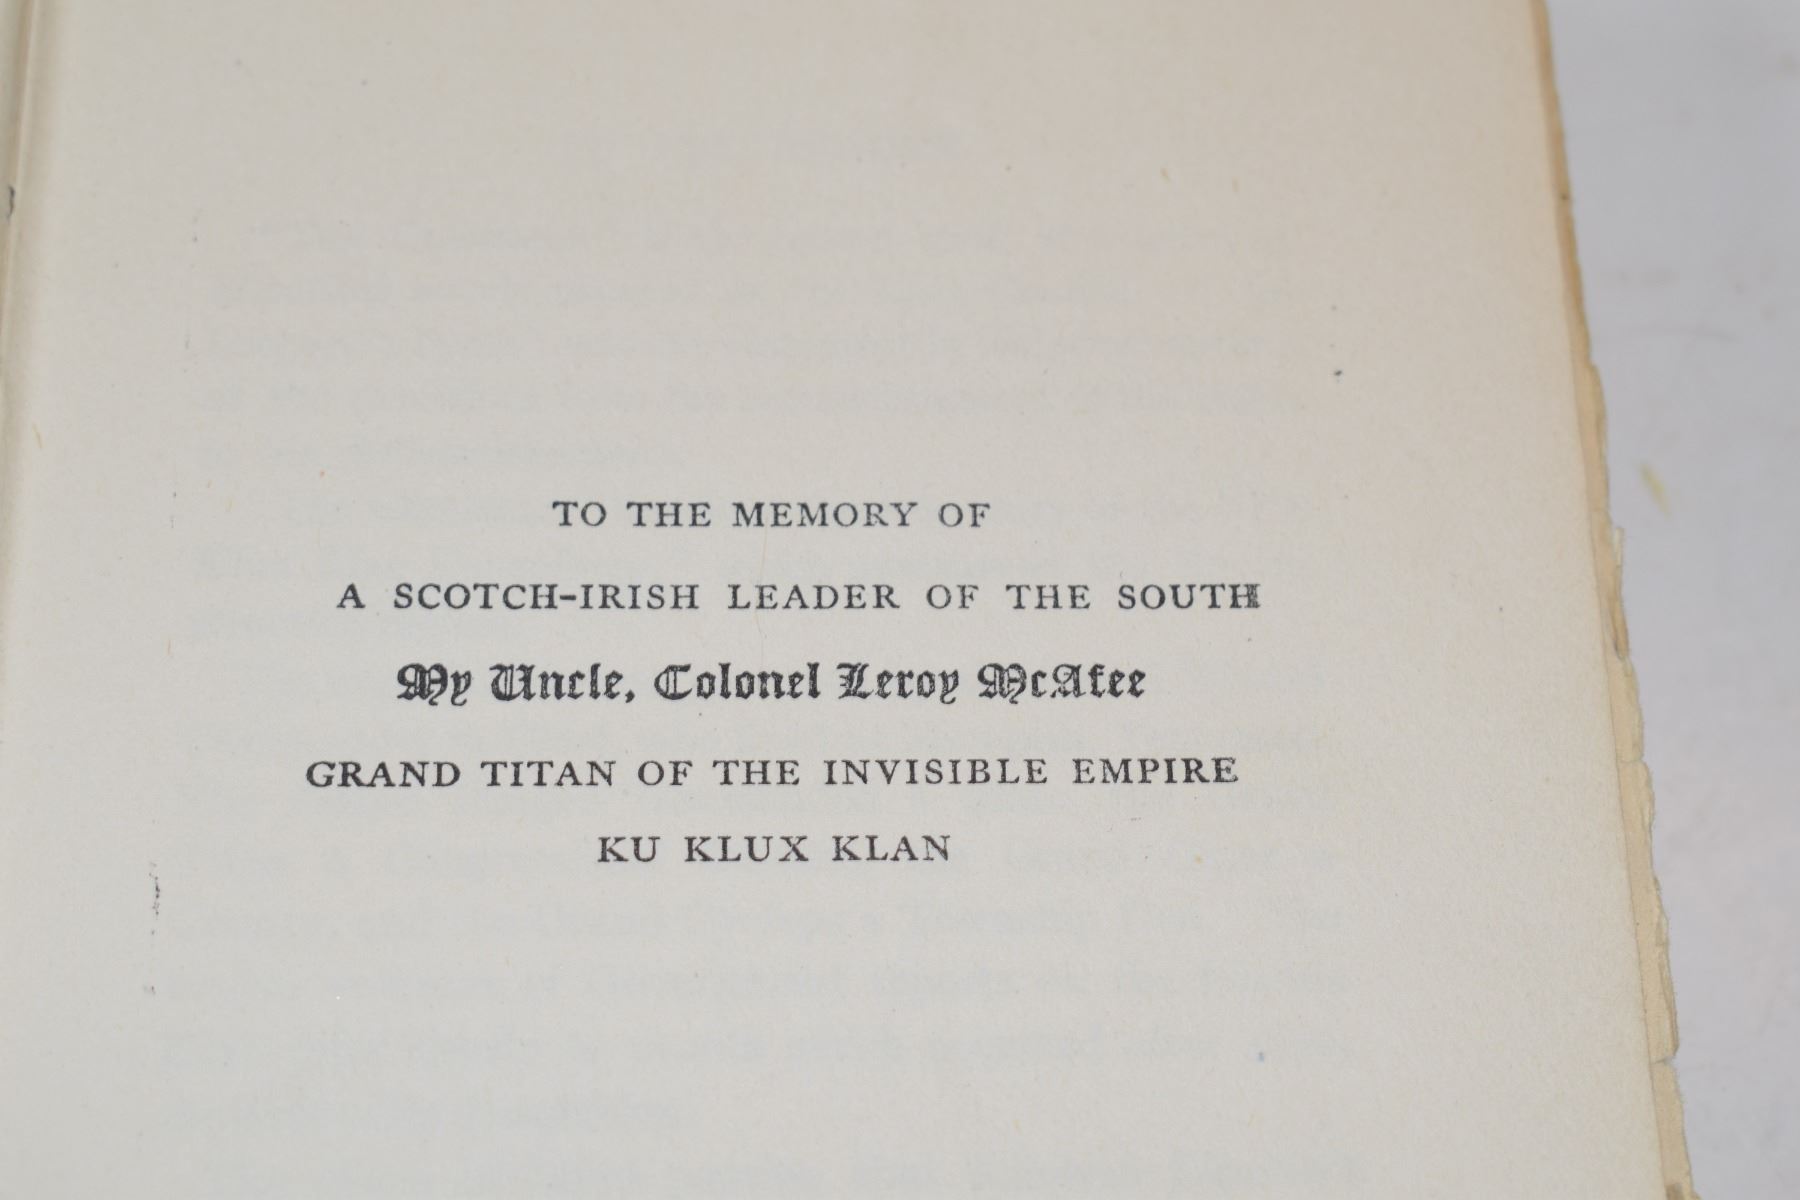 TO THE MEMORY OF
A SCOTCH-IRISH LEADER OF THE SOUTH
My Uncle, Colonel Leroy McAfee
GRAND TITAN OF THE INVISIBLE EMPIRE
KU KLUX KLAN